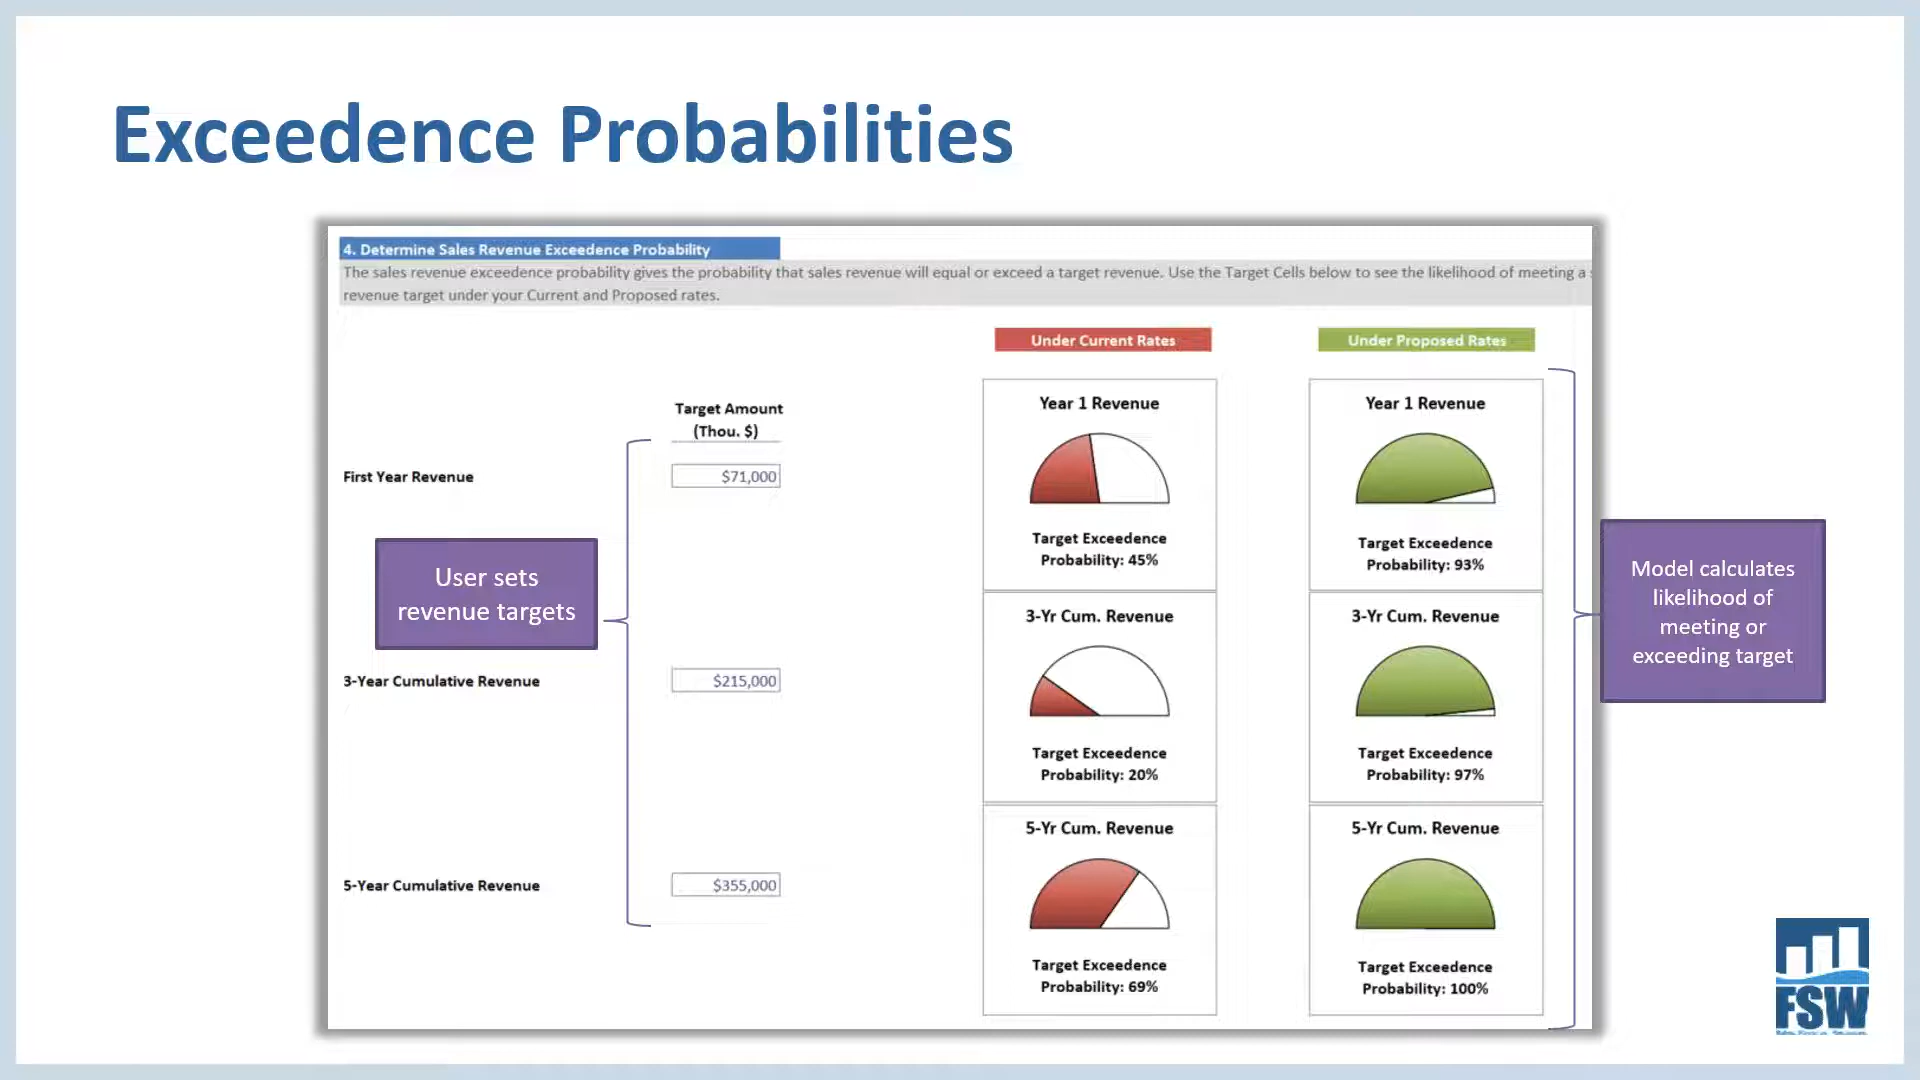 Exceedence Probabilities
4. Determine Sales Revenue Exceedence Probability
The sales revenue exceedence probability gives the probability that sales revenue will equal or exceed a target revenue. Use the Target Cells below to see the likelihood of meeting a
revenue target under your Current and Proposed rates.
Under Current Rates
Under Proposed Rates
Target Amount
(Thou. $)
First Year Revenue
$71,000
3-Year Cumulative Revenue
$215,000
5-Year Cumulative Revenue
$355,000
User sets
revenue targets
Year 1 Revenue
Target Exceedence
Probability: 45%
3-Yr Cum. Revenue
Target Exceedence
Probability: 20%
5-Yr Cum. Revenue
Target Exceedence
Probability: 69%
Year 1 Revenue
Target Exceedence
Probability: 93%
3-Yr Cum. Revenue
Target Exceedence
Probability: 97%
5-Yr Cum. Revenue
Target Exceedence
Probability: 100%
Model calculates
likelihood of
meeting or
exceeding target
FSW